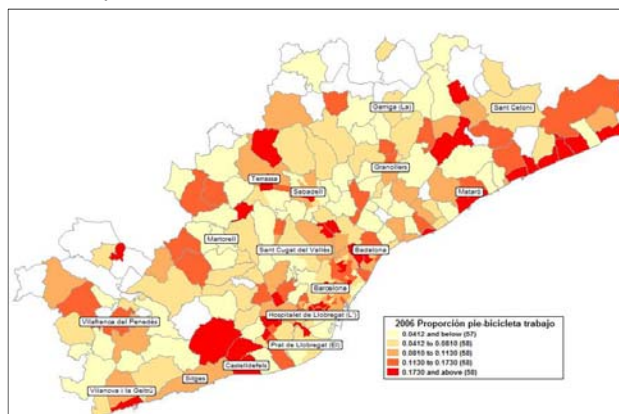 Garriga (La)
Sant Celoni
Granollers
Terrassa
Sabadell
Mataró
Martorell
Sant Cugat del Vallès
Badalona
Barcelona
Hospitalet de Llobregat (L')
Vilafranca del Penedès
Prat de Llobregat (El)
Castelldefels
Sitges
Vilanova i la Geltrú
2006 Proporción pie-bicicleta trabajo
0.0412 and below (57)
0.0412 to 0.0810 (58)
0.0810 to 0.1130 (58)
0.1130 to 0.1730 (58)
0.1730 and above (58)